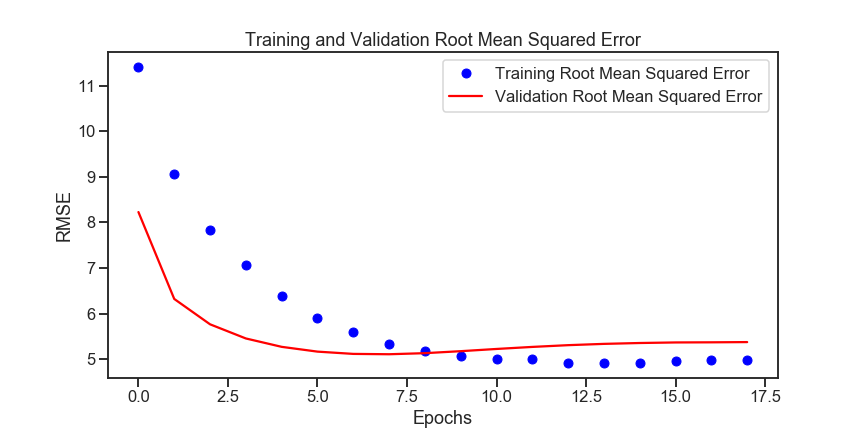 Training and Validation Root Mean Squared Error
Training Root Mean Squared Error
Validation Root Mean Squared Error
RMSE
11
10
9
8
7
6
5
0.0 2.5 5.0 7.5 10.0 12.5 15.0 17.5
Epochs